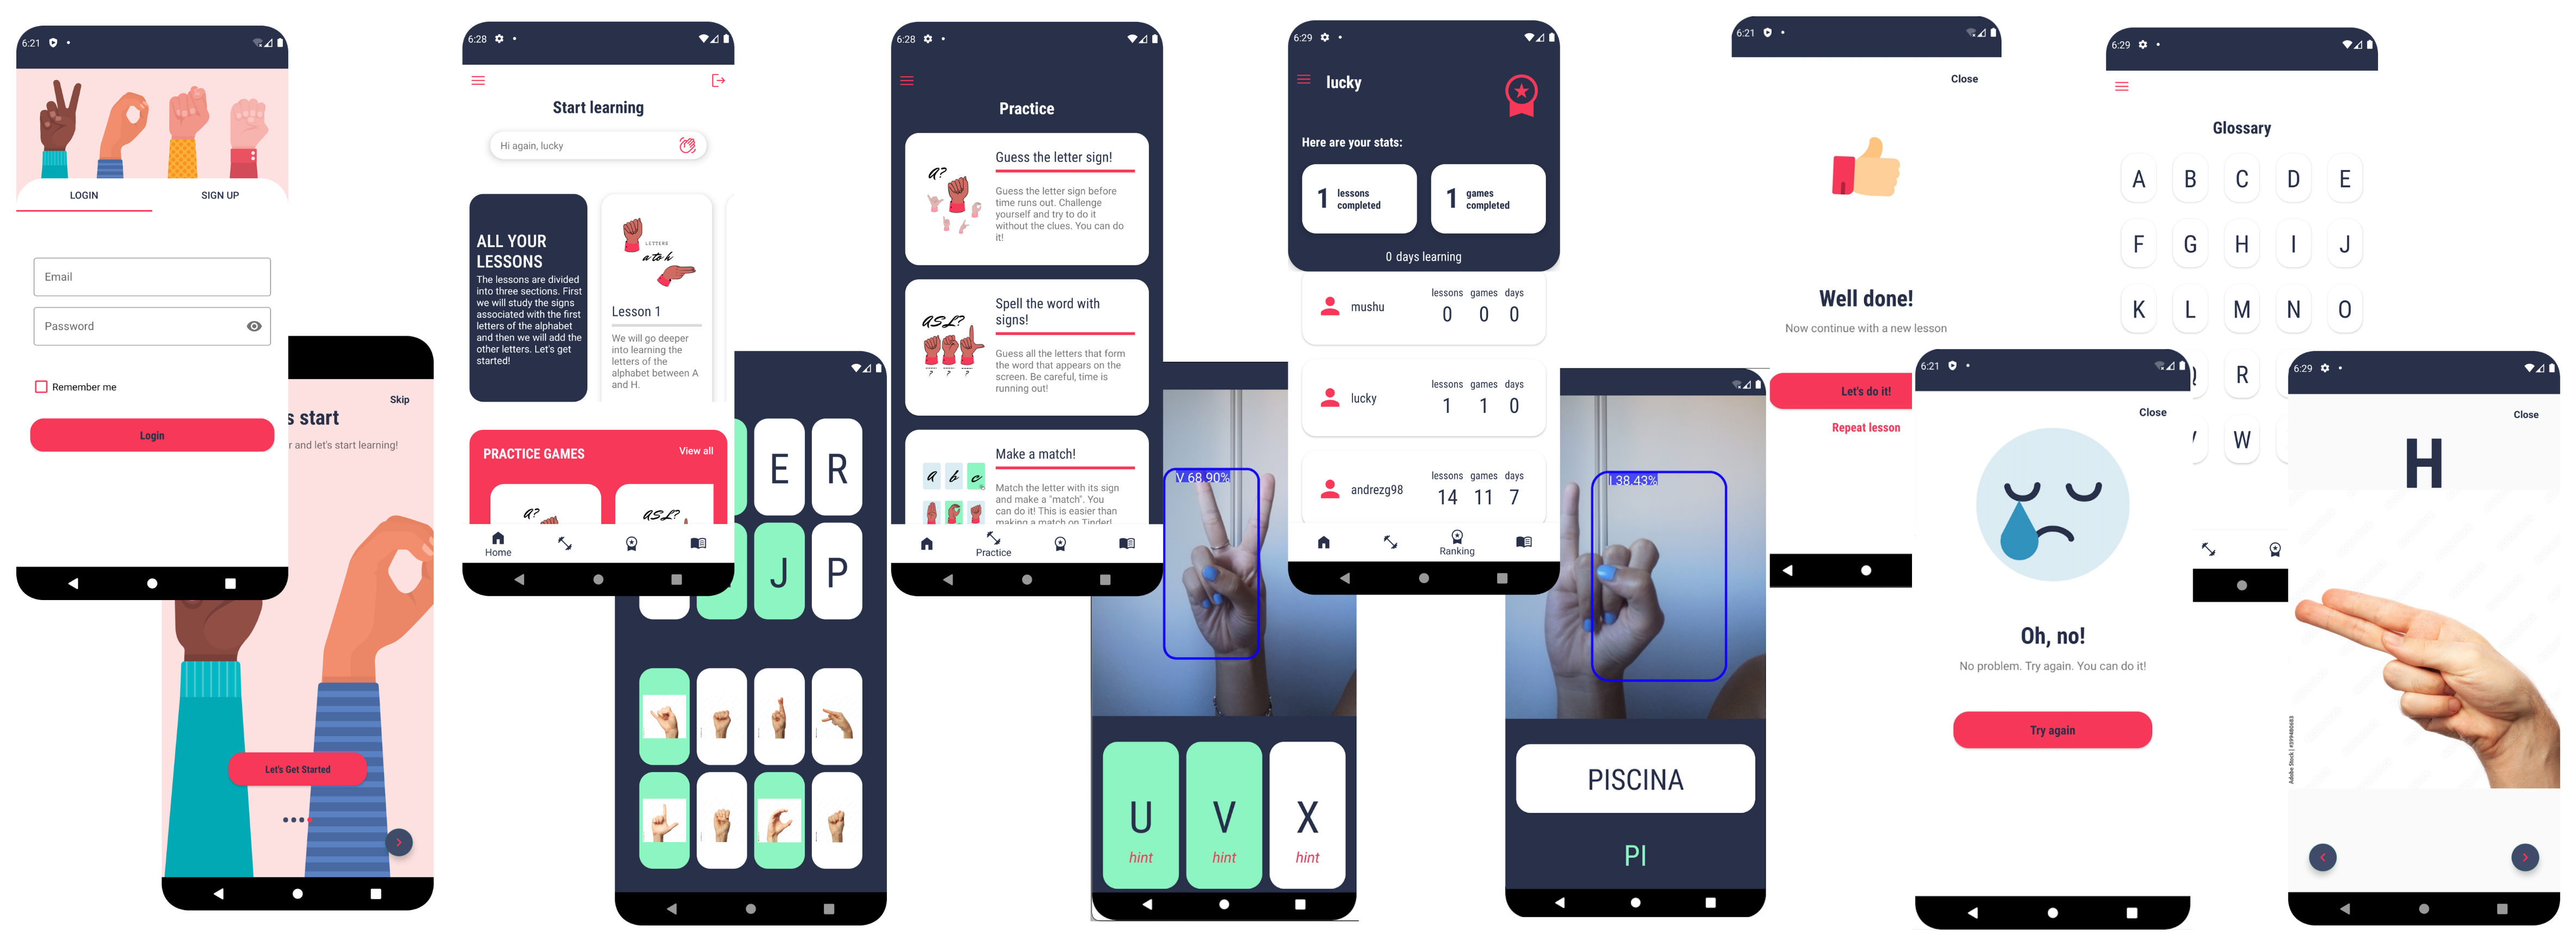 6:21
LOGIN
SIGN UP
Email
Password
Remember me
Login
Skip
s start
r and let's start learning!
Let's Get Started
6:28
Start learning
Hi again, lucky
ALL YOUR
LESSONS
The lessons are divided
into three sections. First
we will study the signs
associated with the first
letters of the alphabet
and then we will add the
other letters. Let's get
started!
LETTERS
a to h
Lesson 1
We will go deeper
into learning the
letters of the
alphabet between A
and H.
PRACTICE GAMES
View all
A?
ASL?
Home
E
R
J
P
6:28
Practice
A?
Guess the letter sign!
Guess the letter sign before
time runs out. Challenge
yourself and try to do it
without the clues. You can do
it!
ASL?
? ? ?
Spell the word with
signs!
Guess all the letters that form
the word that appears on the
screen. Be careful, time is
running out!
a b c
Make a match!
Match the letter with its sign
and make a "match". You
can do it! This is easier than
making a match on Tinder!
Practice
V 68.90%
U
V
X
hint
hint
hint
6:29
lucky
Here are your stats:
1 lessons
completed
1 games
completed
0 days learning
mushu
lessons games days
0 0 0
lucky
lessons games days
1 1 0
andrezg98
lessons games days
14 11 7
Ranking
I 38.43%
PISCINA
PI
6:21
Close
Well done!
Now continue with a new lesson
Let's do it!
Repeat lesson
6:21
Close
Oh, no!
No problem. Try again. You can do it!
Try again
6:29
Glossary
A B C D E
F G H I J
K L M N O
R
W
6:29
Close
H
Adobe Stock | #399480683